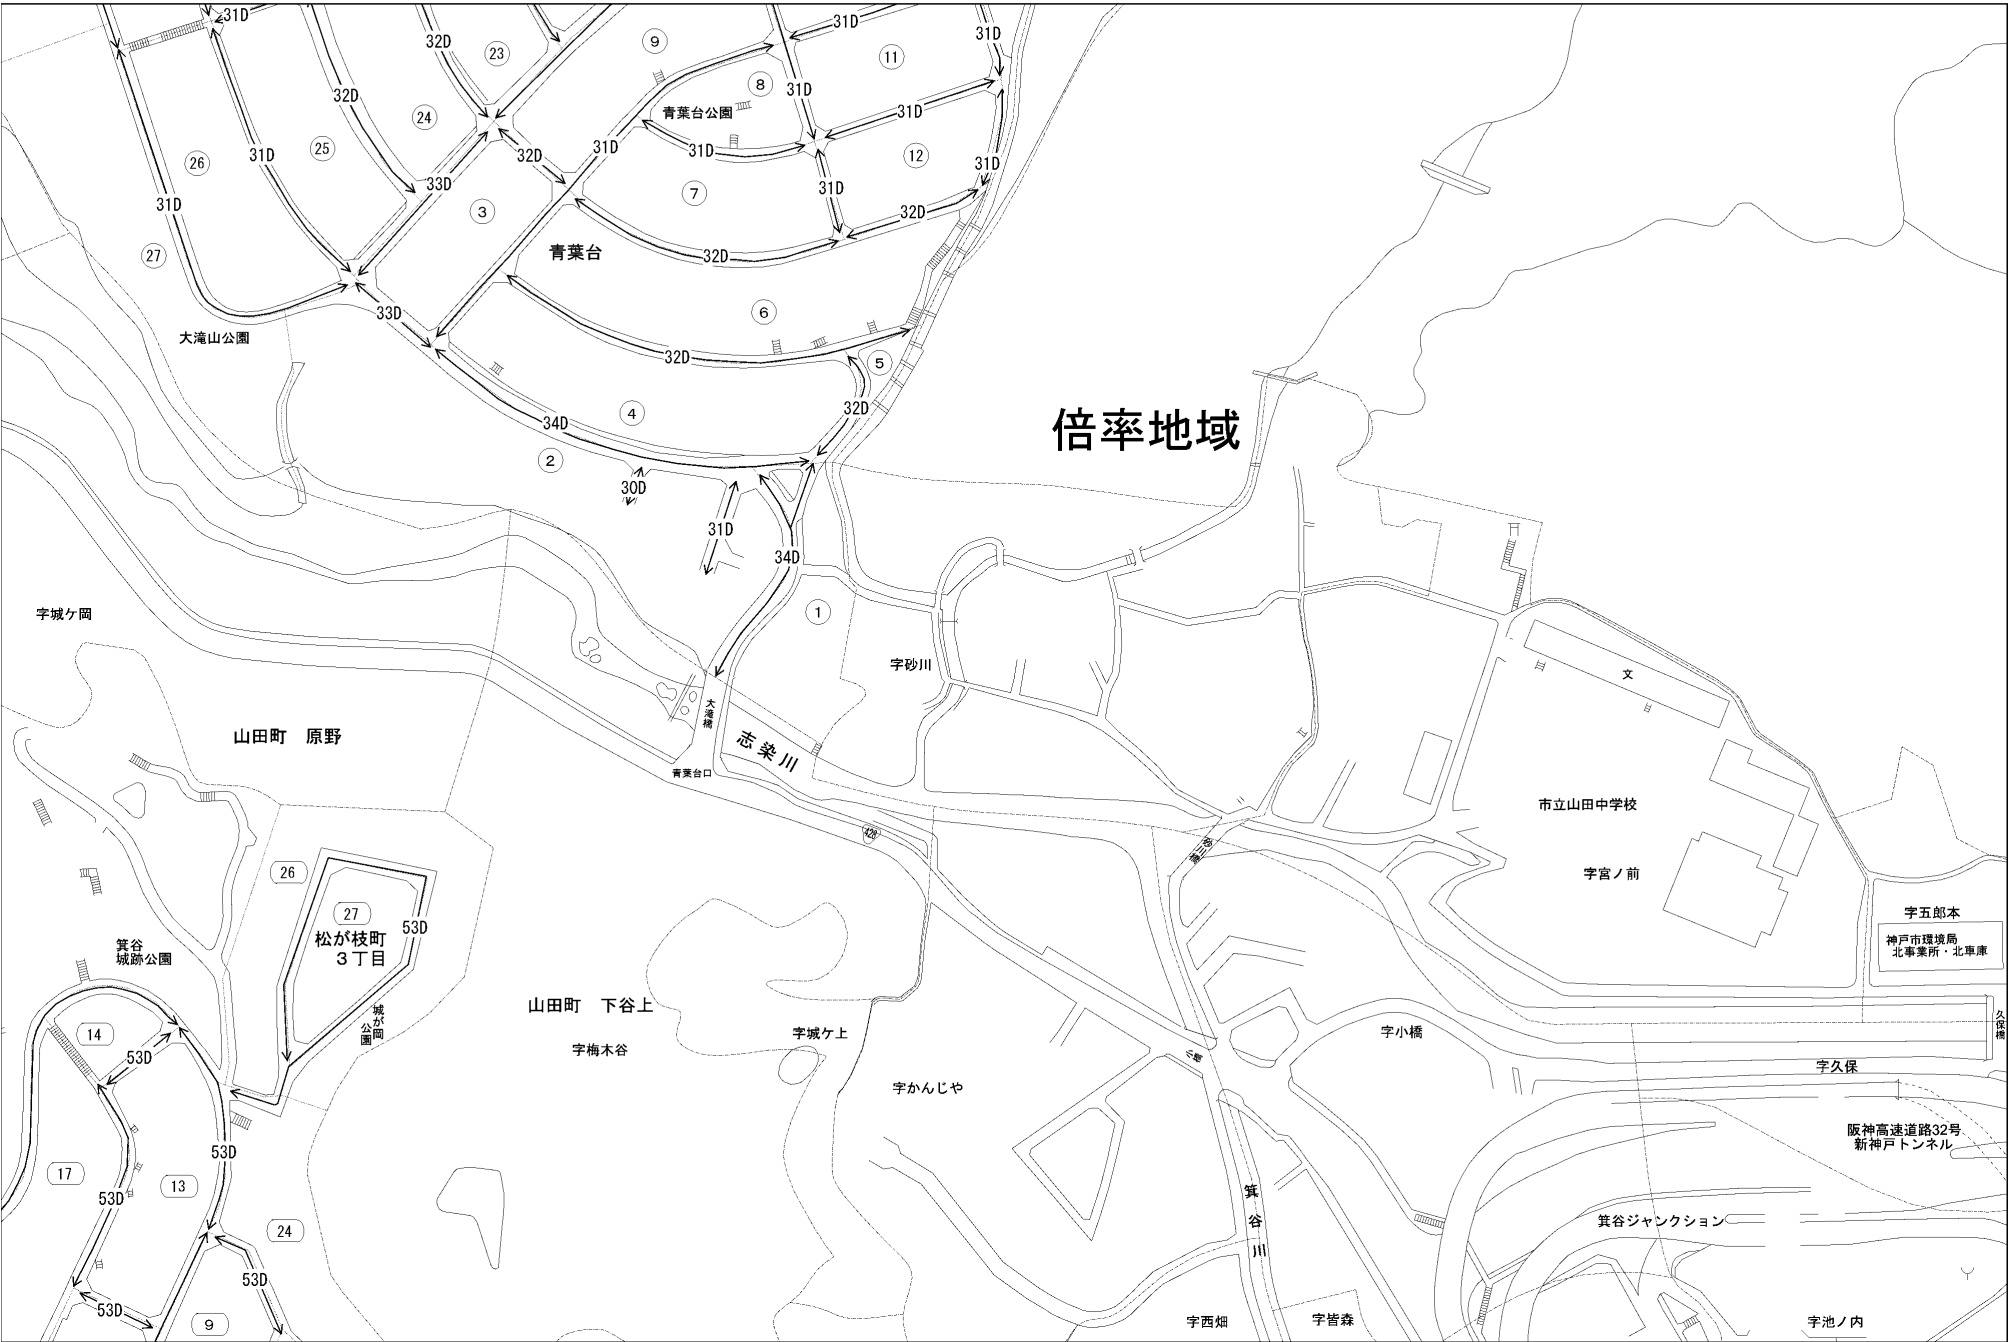 31D
32D
23
9
31D
31D
11
32D
24
8
31D
青葉台公園
31D
26
31D
25
32D
31D
31D
12
31D
33D
3
7
31D
31D
32D
27
青葉台
32D
33D
6
大滝山公園
32D
5
4
34D
32D
倍率地域
2
30D
31D
34D
字城ケ岡
1
字砂川
文
大滝橋
山田町 原野
志染川
青葉台口
市立山田中学校
428
砂川橋
26
字宮ノ前
27
53D
松が枝町
3丁目
字五郎本
神戸市環境局
北事業所・北車庫
箕谷
城跡公園
山田町 下谷上
城が岡
公園
14
字城ケ上
字小橋
久保橋
字梅木谷
53D
小橋
字久保
字かんじや
阪神高速道路32号
新神戸トンネル
53D
17
13
53D
箕谷川
24
箕谷ジャンクション
53D
53D
9
字西畑
字皆森
字池ノ内